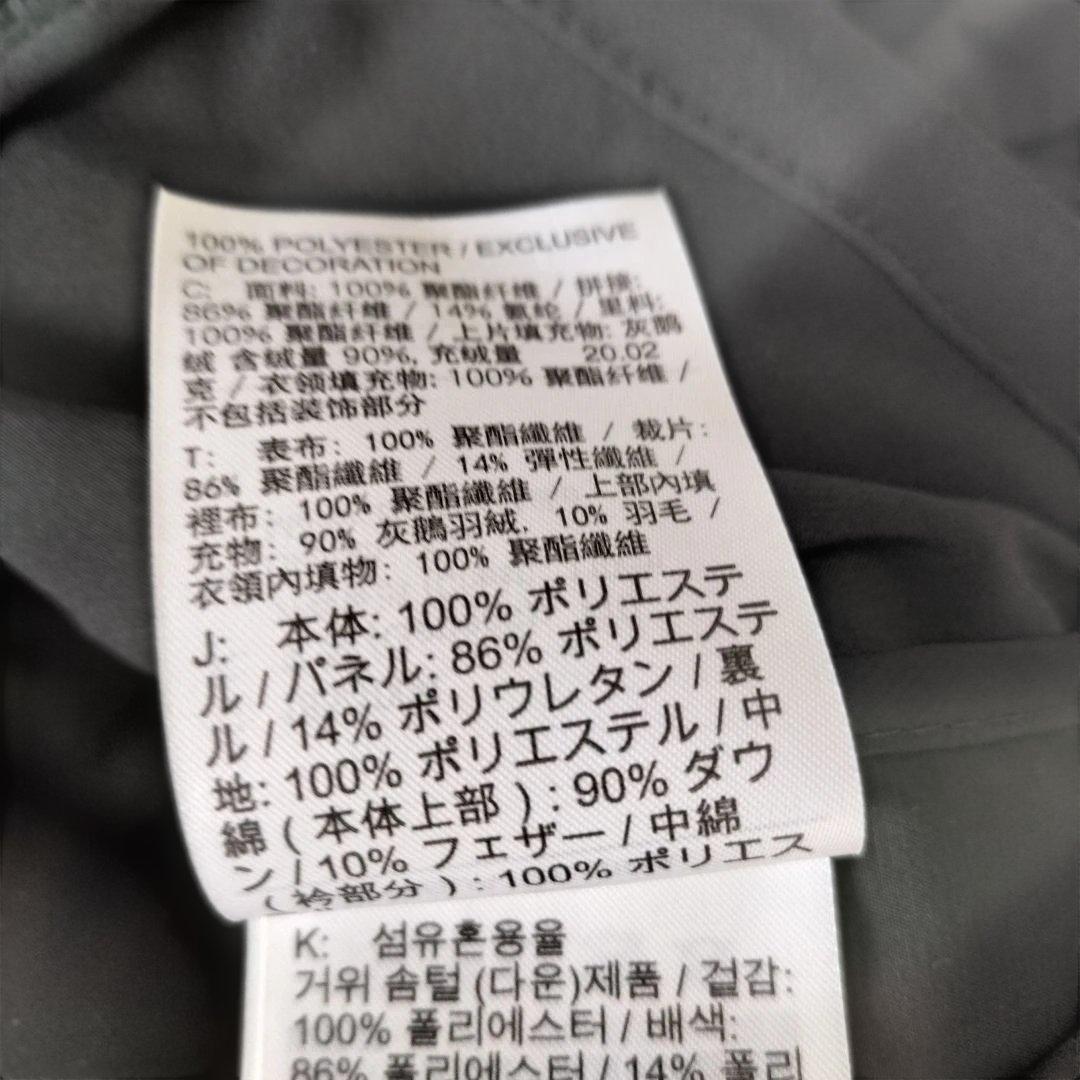 100% POLYESTER / EXCLUSIVE
OF DECORATION
C: 面料: 100% 聚酯纤维 / 拼接:
86% 聚酯纤维 / 14% 氨纶 / 里料:
100% 聚酯纤维 / 上片填充物: 灰鹅
绒 含绒量 90%, 充绒量 20.02
克 / 衣领填充物: 100% 聚酯纤维 /
不包括装饰部分
T: 表布: 100% 聚酯纖維 / 裁片:
86% 聚酯纖維 / 14% 彈性纖維 /
裡布: 100% 聚酯纖維 / 上部內填
充物: 90% 灰鵝羽絨, 10% 羽毛 /
衣領內填物: 100% 聚酯纖維
J: 本体: 100% ポリエステ
ル / パネル: 86% ポリエステ
ル / 14% ポリウレタン / 裏
地: 100% ポリエステル / 中
綿 ( 本体上部 ) : 90% ダウ
ン / 10% フェザー / 中綿
( 衿部分 ) : 100% ポリエス
K: 섬유혼용율
거위 솜털 (다운)제품 / 겉감:
100% 폴리에스터 / 배색:
86% 폴리에스터 / 14% 폴리